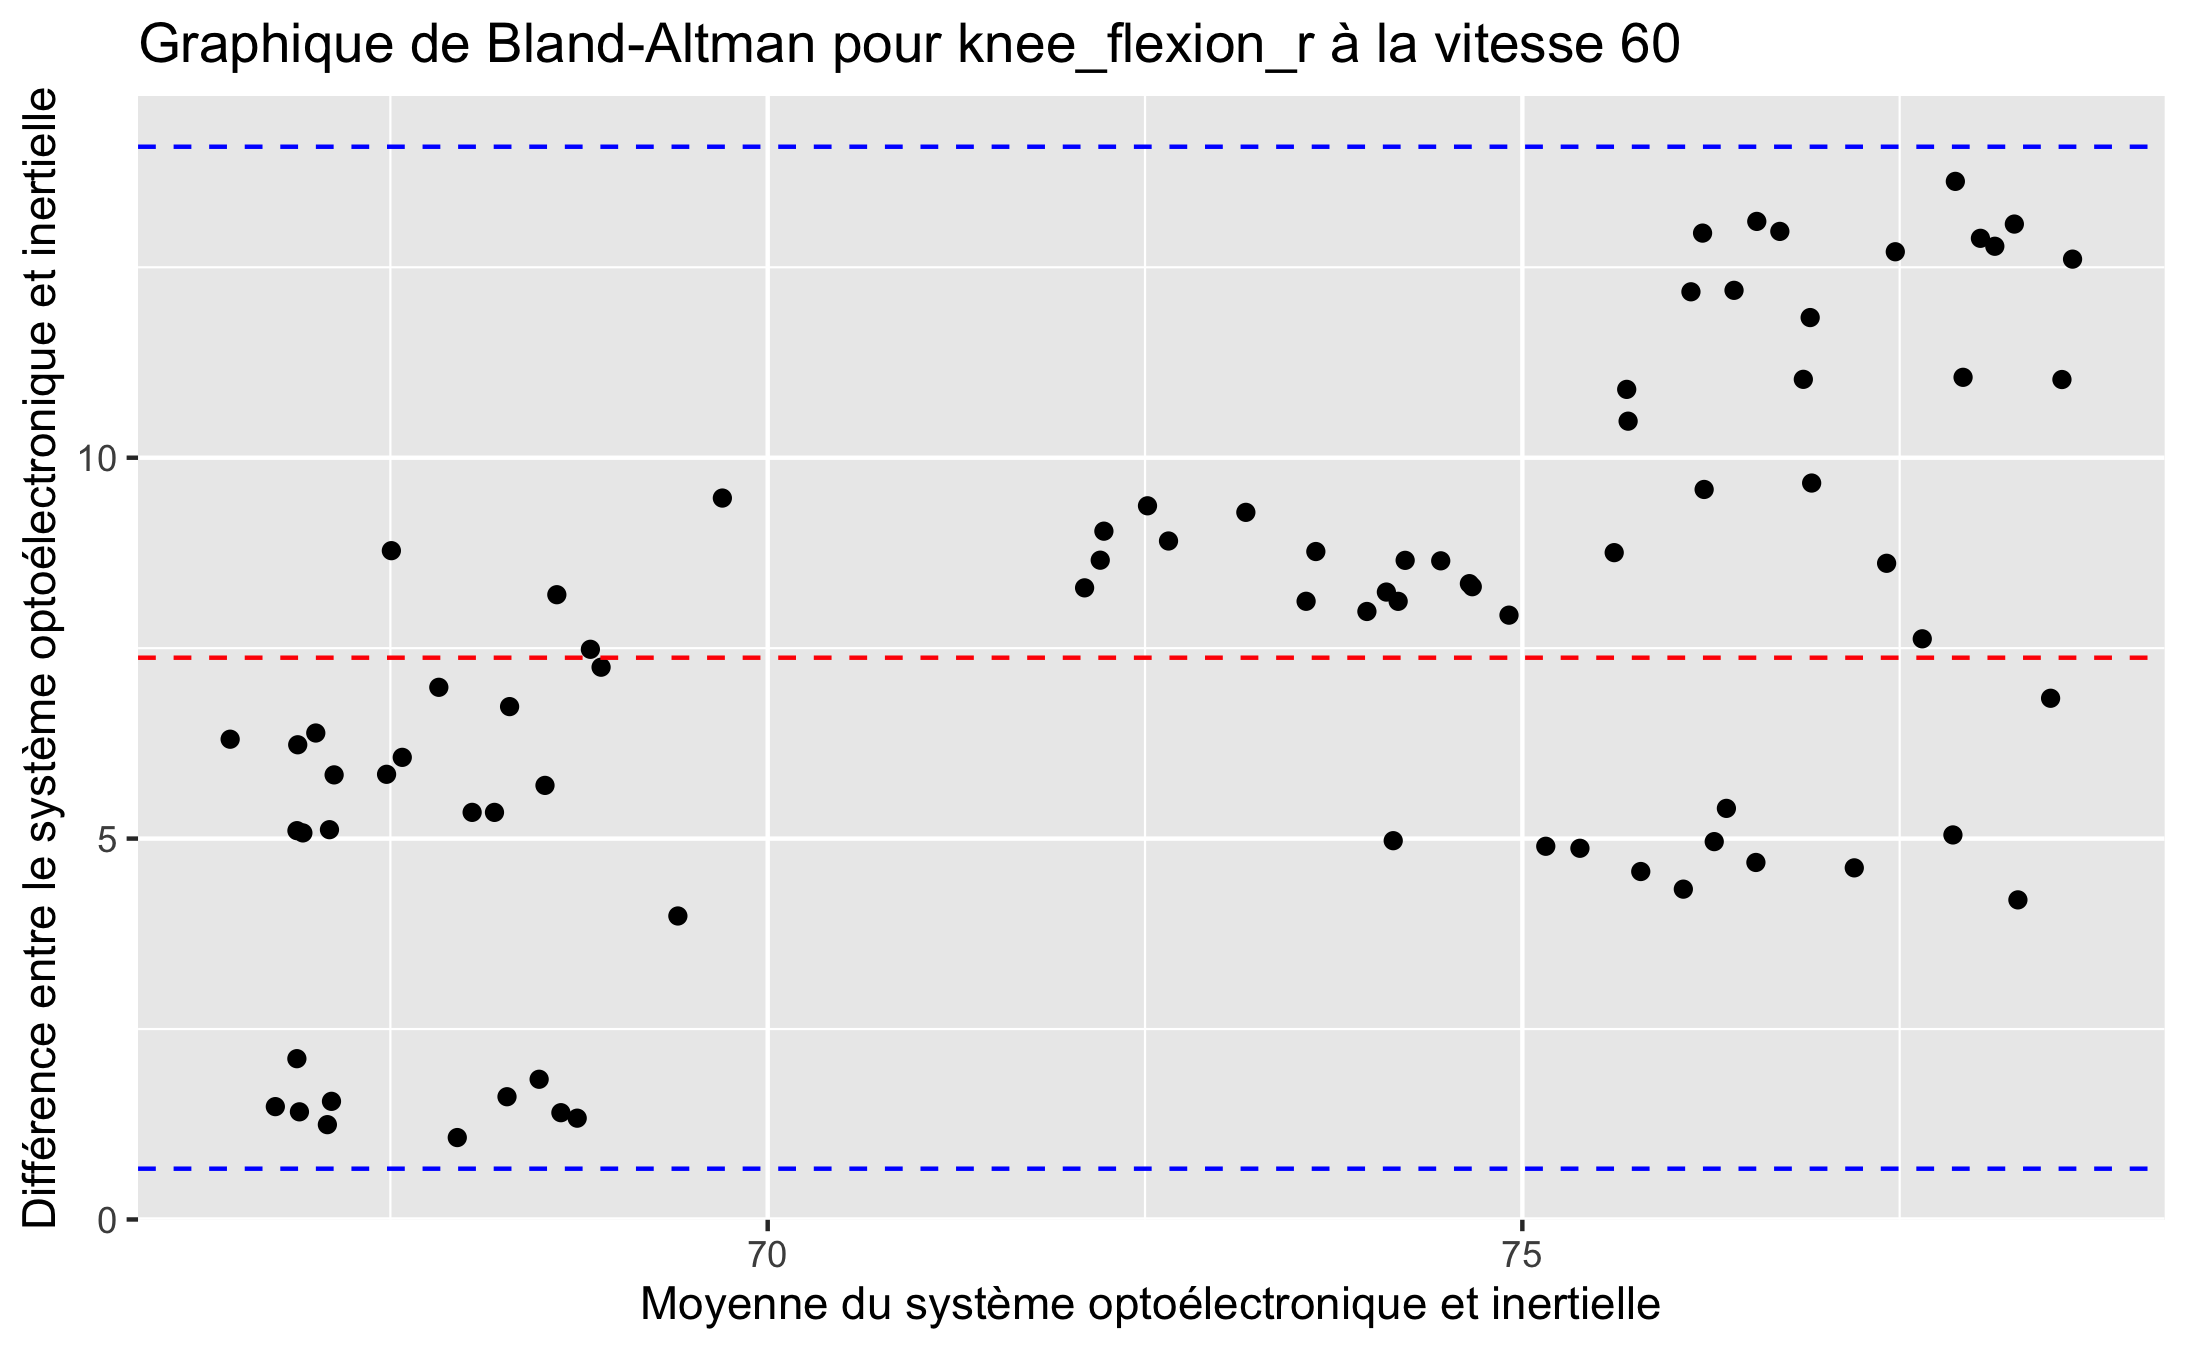 Graphique de Bland-Altman pour knee_flexion_r à la vitesse 60
Différence entre le système optoélectronique et inertielle
10
5
0
70
75
Moyenne du système optoélectronique et inertielle